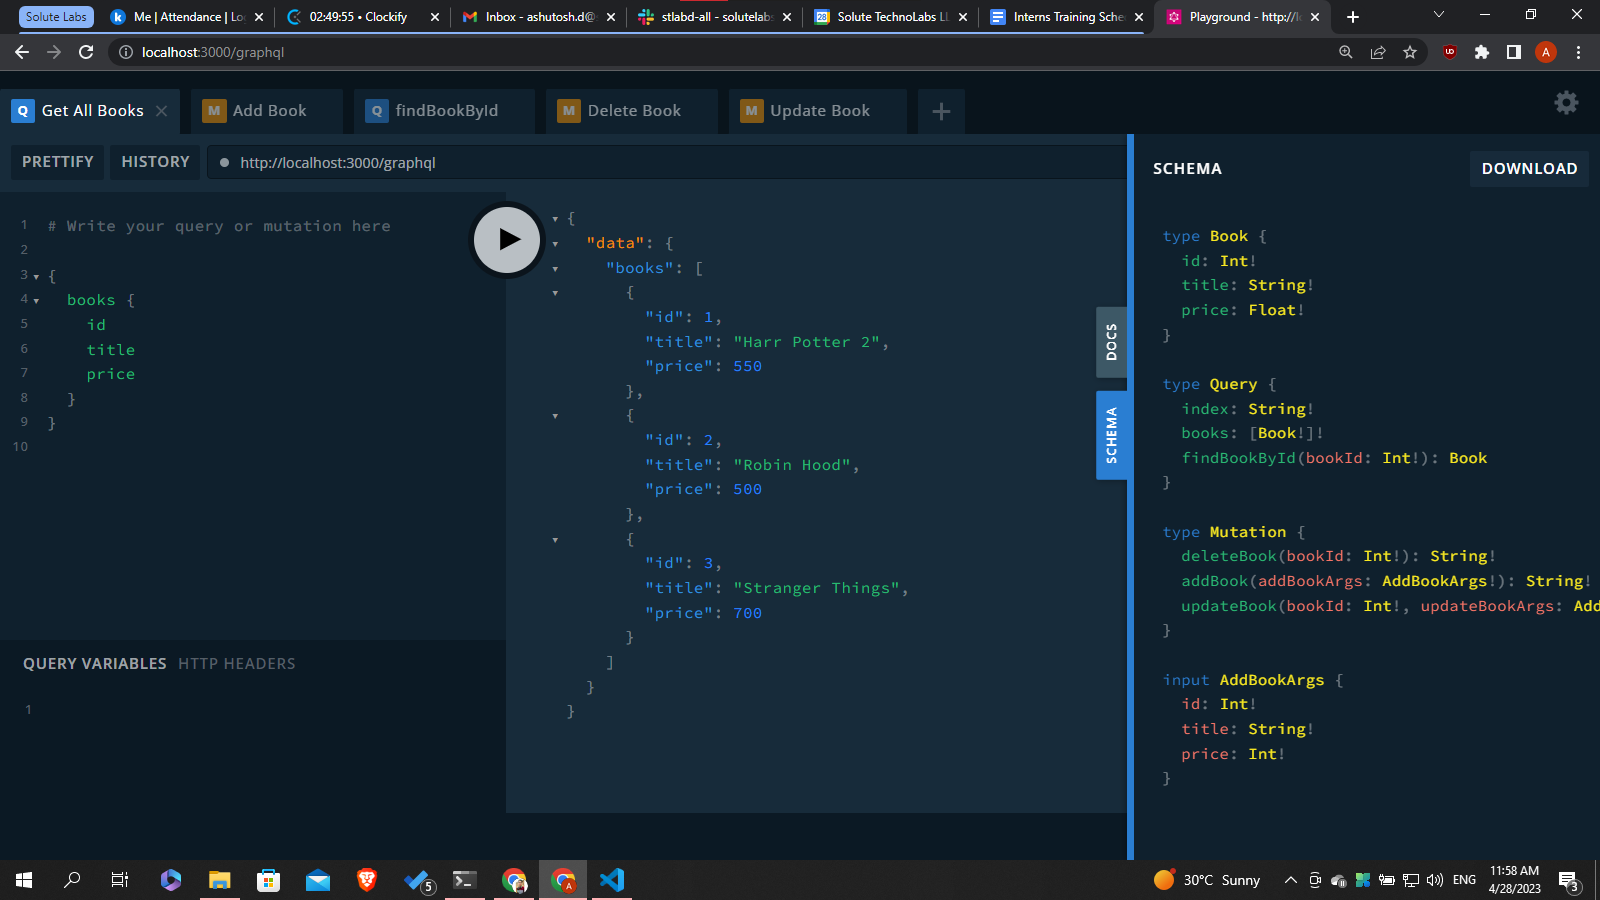 Solute Labs
Me | Attendance | Lo
02:49:55 • Clockify
Inbox - ashutosh.d@
stlabd-all - solutelabs
Solute TechnoLabs LL
Interns Training Sche
Playground - http://lo
localhost:3000/graphql
A
Q Get All Books
M Add Book
Q findBookById
M Delete Book
M Update Book
PRETTIFY
HISTORY
http://localhost:3000/graphql
1 # Write your query or mutation here
2
3 {
4 books {
5 id
6 title
7 price
8 }
9 }
10
QUERY VARIABLES HTTP HEADERS
1
{
"data": {
"books": [
{
"id": 1,
"title": "Harr Potter 2",
"price": 550
},
{
"id": 2,
"title": "Robin Hood",
"price": 500
},
{
"id": 3,
"title": "Stranger Things",
"price": 700
}
]
}
}
DOCS
SCHEMA
SCHEMA
DOWNLOAD
type Book {
id: Int!
title: String!
price: Float!
}
type Query {
index: String!
books: [Book!]!
findBookById(bookId: Int!): Book
}
type Mutation {
deleteBook(bookId: Int!): String!
addBook(addBookArgs: AddBookArgs!): String!
updateBook(bookId: Int!, updateBookArgs: Add
}
input AddBookArgs {
id: Int!
title: String!
price: Int!
}
5
A
30°C Sunny
ENG
11:58 AM
4/28/2023
3